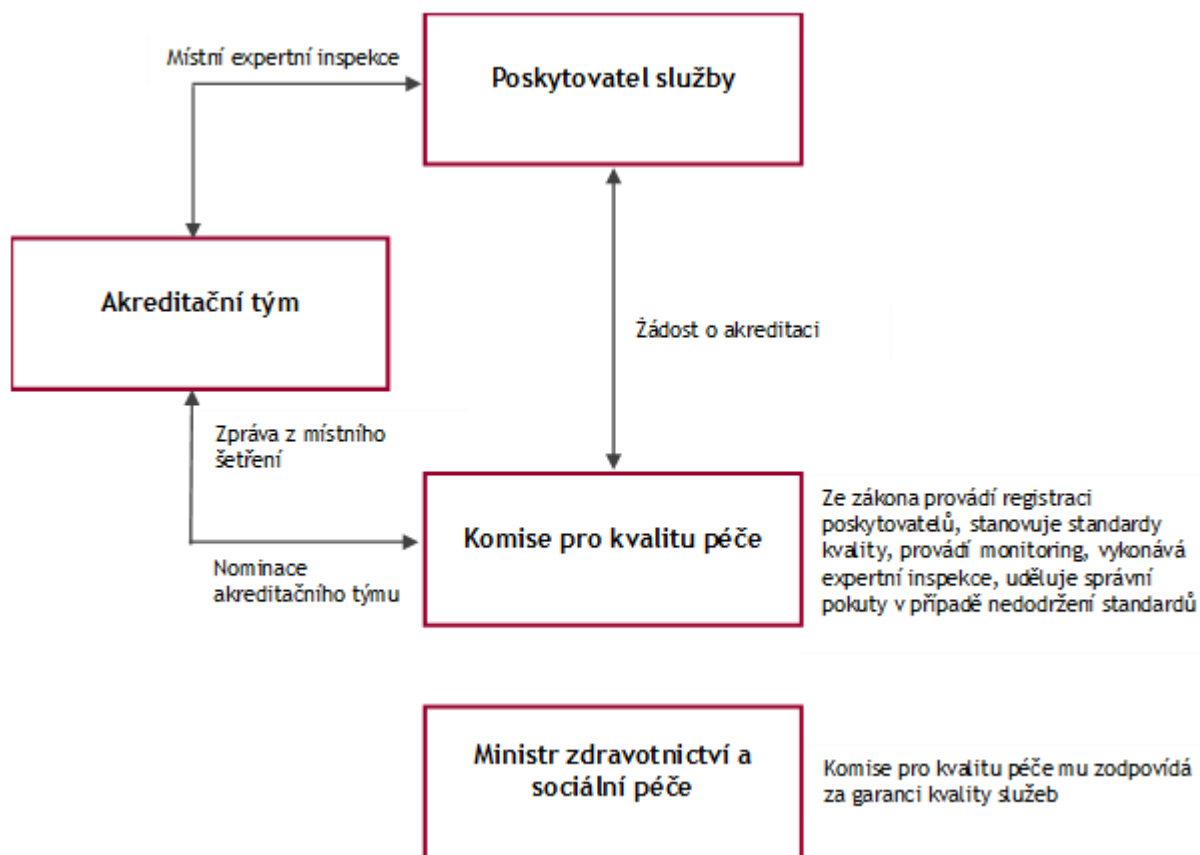 Místní expertní inspekce
Poskytovatel služby
Akreditační tým
Žádost o akreditaci
Zpráva z místního
šetření
Komise pro kvalitu péče
Ze zákona provádí registraci
poskytovatelů, stanovuje standardy
kvality, provádí monitoring, vykonává
expertní inspekce, uděluje správní
pokuty v případě nedodržení standardů
Nominace
akreditačního týmu
Ministr zdravotnictví a
sociální péče
Komise pro kvalitu péče mu zodpovídá
za garanci kvality služeb